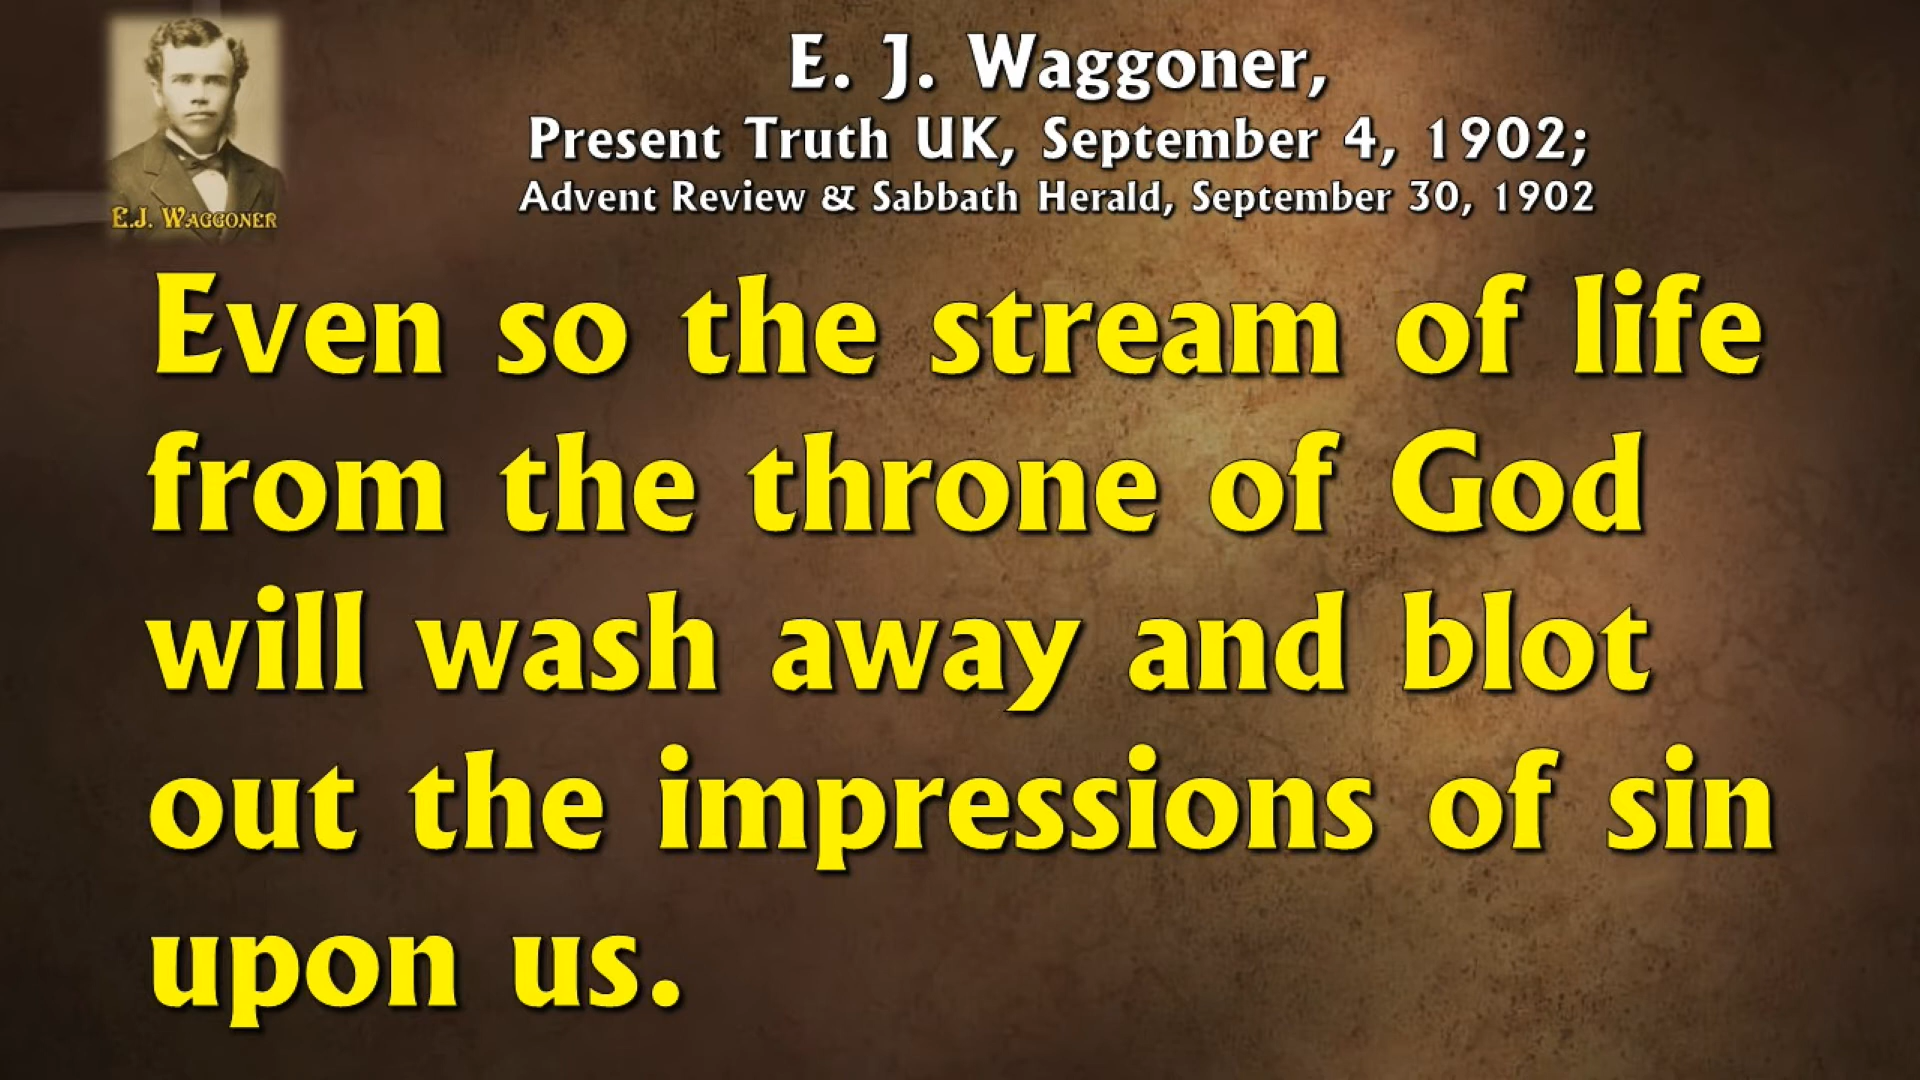 E. J. Waggoner,
Present Truth UK, September 4, 1902;
Advent Review & Sabbath Herald, September 30, 1902
E.J. WAGGONER
Even so the stream of life
from the throne of God
will wash away and blot
out the impressions of sin
upon us.